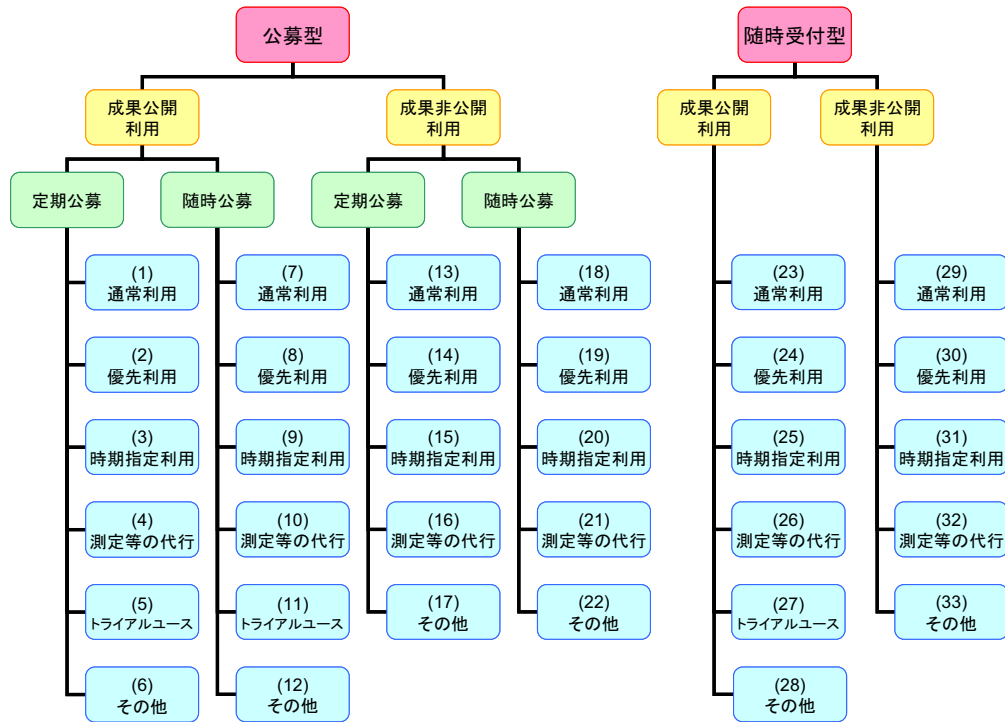 公募型
随時受付型
成果公開
利用
成果非公開
利用
成果公開
利用
成果非公開
利用
定期公募
随時公募
定期公募
随時公募
(1)
通常利用
(2)
優先利用
(3)
時期指定利用
(4)
測定等の代行
(5)
トライアルユース
(6)
その他
(7)
通常利用
(8)
優先利用
(9)
時期指定利用
(10)
測定等の代行
(11)
トライアルユース
(12)
その他
(13)
通常利用
(14)
優先利用
(15)
時期指定利用
(16)
測定等の代行
(17)
その他
(18)
通常利用
(19)
優先利用
(20)
時期指定利用
(21)
測定等の代行
(22)
その他
(23)
通常利用
(24)
優先利用
(25)
時期指定利用
(26)
測定等の代行
(27)
トライアルユース
(28)
その他
(29)
通常利用
(30)
優先利用
(31)
時期指定利用
(32)
測定等の代行
(33)
その他